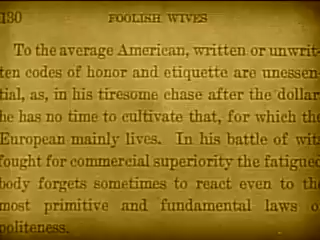 130 FOOLISH WIVES
To the average American, written or unwrit-
ten codes of honor and etiquette are unessen-
tial, as, in his tiresome chase after the dollar
he has no time to cultivate that, for which the
European mainly lives. In his battle of wits
fought for commercial superiority the fatigued
body forgets sometimes to react even to the
most primitive and fundamental laws o
politeness.